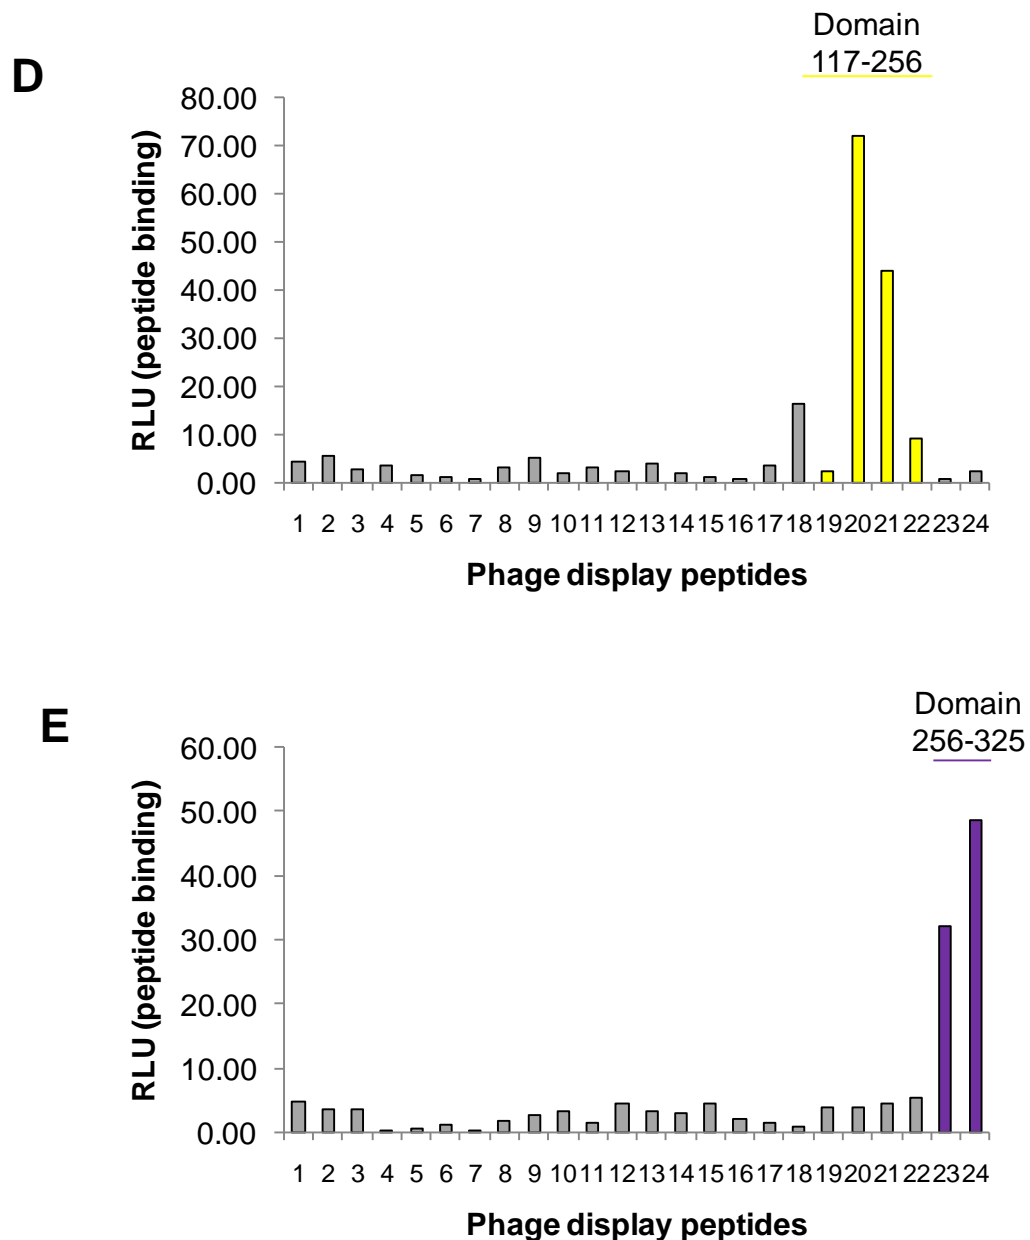 Domain
117-256
D
80.00
70.00
60.00
50.00
40.00
30.00
20.00
10.00
0.00
RLU (peptide binding)
1 2 3 4 5 6 7 8 9 10 11 12 13 14 15 16 17 18 19 20 21 22 23 24
Phage display peptides
Domain
256-325
E
60.00
50.00
40.00
30.00
20.00
10.00
0.00
RLU (peptide binding)
1 2 3 4 5 6 7 8 9 10 11 12 13 14 15 16 17 18 19 20 21 22 23 24
Phage display peptides